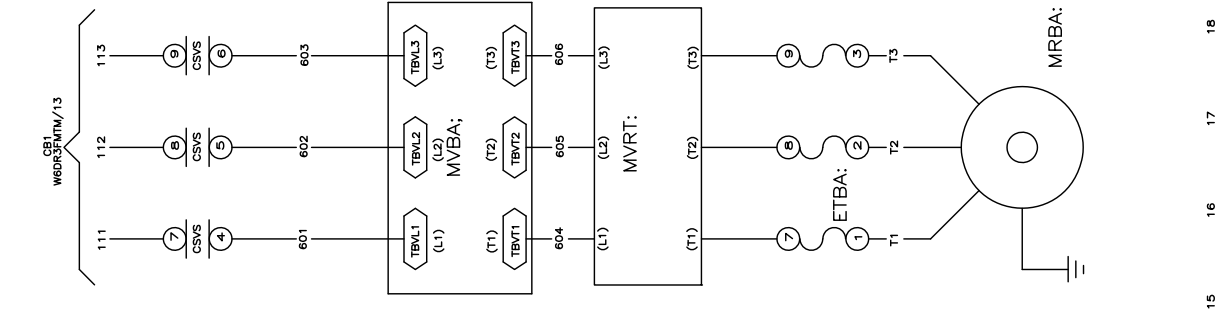 CB1
W6DR3FMTM/13
111 112 113
7 8 9
CSVS CSVS CSVS
4 5 6
601 602 603
TBVL1 TBVL2 TBVL3
(L1) (L2) (L3)
MVBA;
(T1) (T2) (T3)
TBVT1 TBVT2 TBVT3
604 605 606
(L1) (L2) (L3)
MVRT:
(T1) (T2) (T3)
7 8 9
ETBA:
1 2 3
T1 T2 T3
MRBA:
15 16 17 18